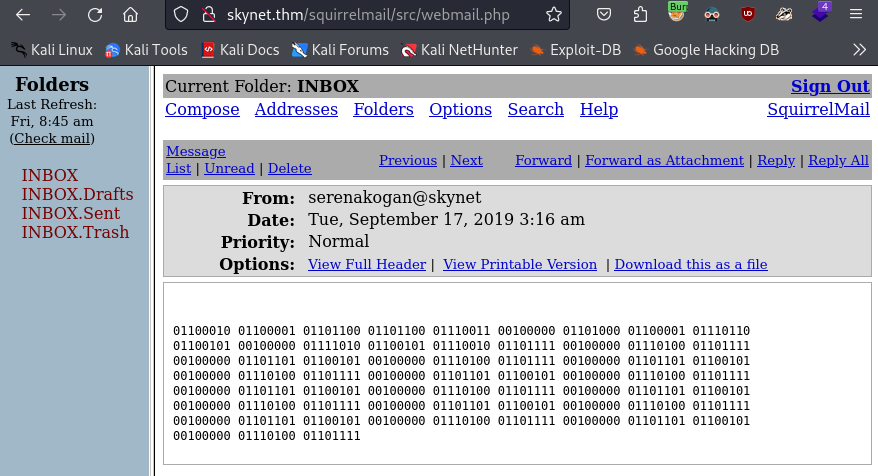 skynet.thm/squirrelmail/src/webmail.php
Bur
4
Kali Linux Kali Tools Kali Docs Kali Forums Kali NetHunter Exploit-DB Google Hacking DB
Folders
Last Refresh:
Fri, 8:45 am
(Check mail)
INBOX
INBOX.Drafts
INBOX.Sent
INBOX.Trash
Current Folder: INBOX Sign Out
Compose Addresses Folders Options Search Help SquirrelMail
Message
List | Unread | Delete Previous | Next Forward | Forward as Attachment | Reply | Reply All
From: serenakogan@skynet
Date: Tue, September 17, 2019 3:16 am
Priority: Normal
Options: View Full Header | View Printable Version | Download this as a file
01100010 01100001 01101100 01101100 01110011 00100000 01101000 01100001 01110110
01100101 00100000 01111010 01100101 01110010 01101111 00100000 01110100 01101111
00100000 01101101 01100101 00100000 01110100 01101111 00100000 01101101 01100101
00100000 01110100 01101111 00100000 01101101 01100101 00100000 01110100 01101111
00100000 01101101 01100101 00100000 01110100 01101111 00100000 01101101 01100101
00100000 01110100 01101111 00100000 01101101 01100101 00100000 01110100 01101111
00100000 01101101 01100101 00100000 01110100 01101111 00100000 01101101 01100101
00100000 01110100 01101111